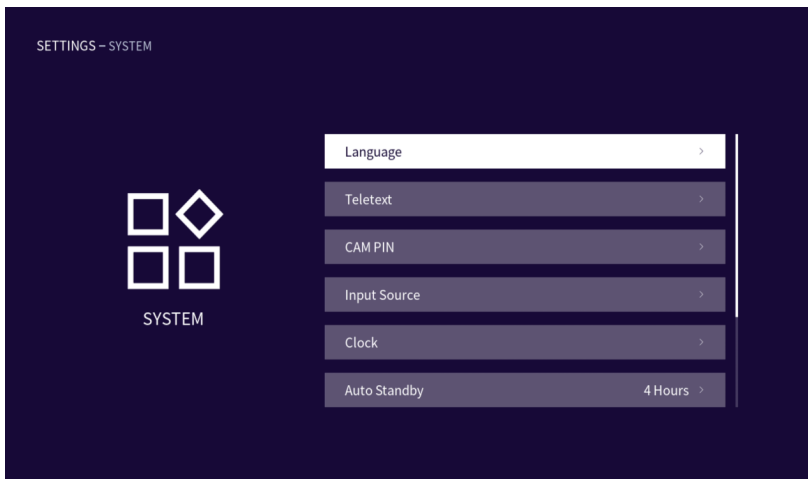 SETTINGS – SYSTEM
Language
Teletext
CAM PIN
Input Source
SYSTEM
Clock
Auto Standby 4 Hours